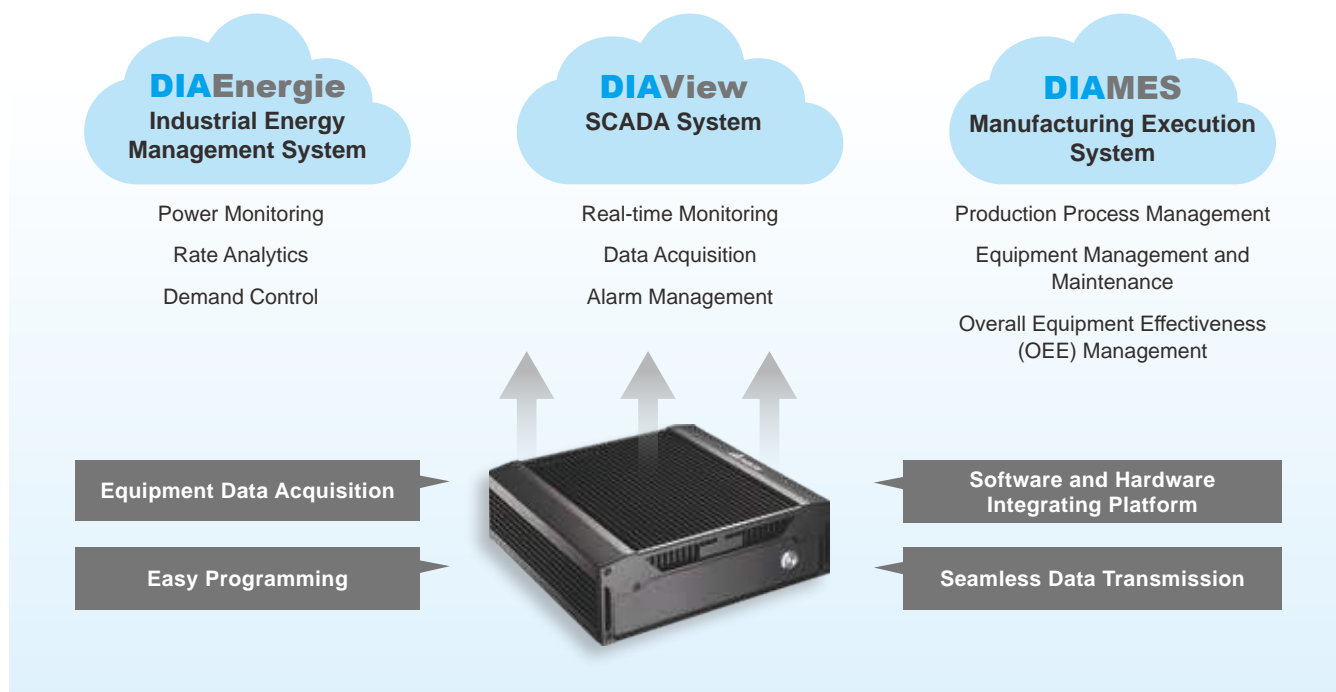 DIAEnergie
Industrial Energy
Management System
Power Monitoring
Rate Analytics
Demand Control
DIAView
SCADA System
Real-time Monitoring
Data Acquisition
Alarm Management
DIAMES
Manufacturing Execution
System
Production Process Management
Equipment Management and
Maintenance
Overall Equipment Effectiveness
(OEE) Management
Equipment Data Acquisition
Easy Programming
Software and Hardware
Integrating Platform
Seamless Data Transmission